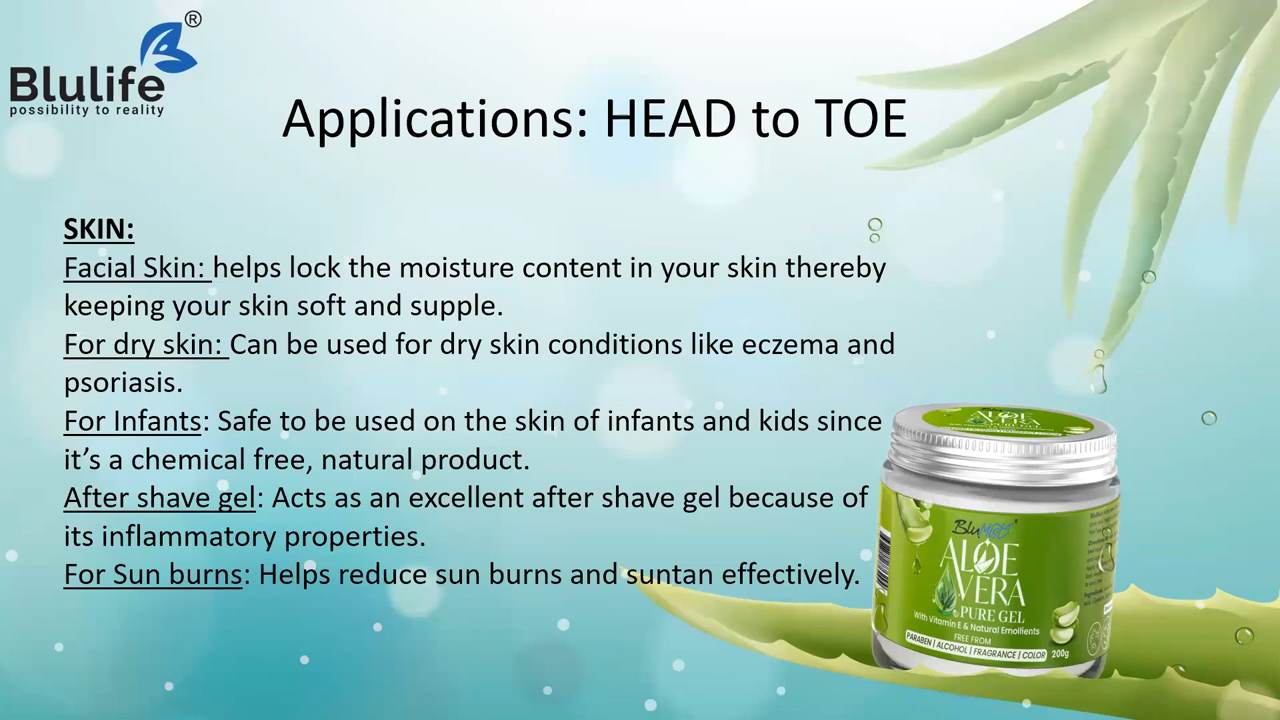 ®
Blulife
possibility to reality
Applications: HEAD to TOE
SKIN:
Facial Skin: helps lock the moisture content in your skin thereby
keeping your skin soft and supple.
For dry skin: Can be used for dry skin conditions like eczema and
psoriasis.
For Infants: Safe to be used on the skin of infants and kids since
it’s a chemical free, natural product.
After shave gel: Acts as an excellent after shave gel because of
its inflammatory properties.
For Sun burns: Helps reduce sun burns and suntan effectively.
ALOE
VERA
BluMist®
ALOE
VERA
PURE GEL
With Vitamin E & Natural Emollients
FREE FROM
PARABEN | ALCOHOL | FRAGRANCE | COLOR
200g